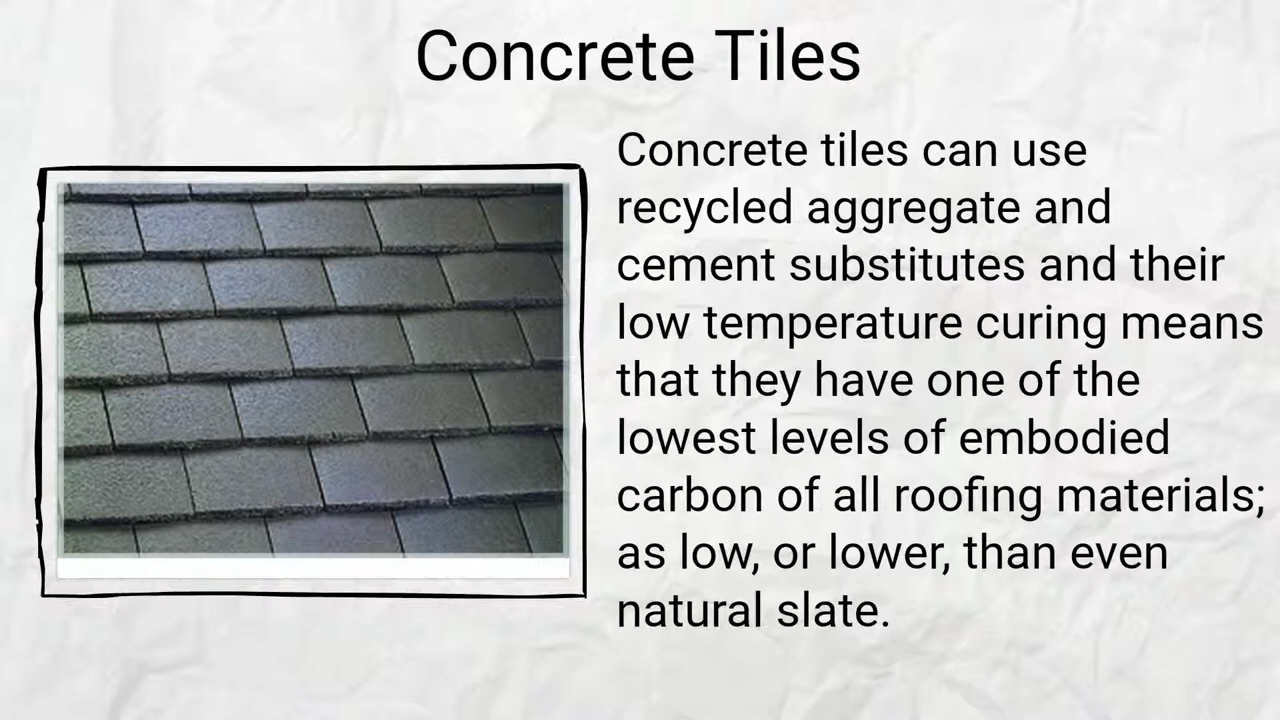 Concrete Tiles
Concrete tiles can use
recycled aggregate and
cement substitutes and their
low temperature curing means
that they have one of the
lowest levels of embodied
carbon of all roofing materials;
as low, or lower, than even
natural slate.